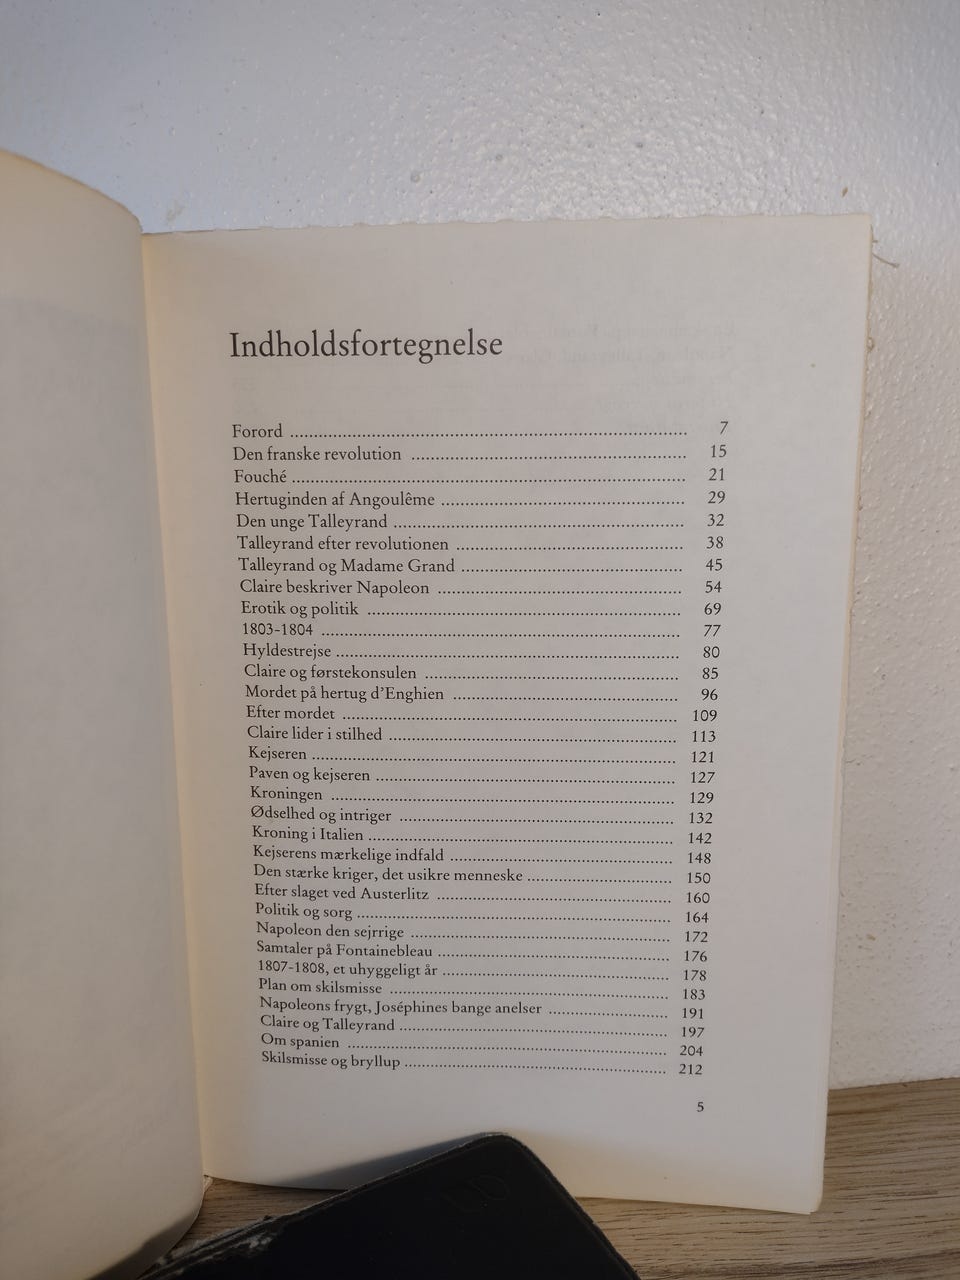 Indholdsfortegnelse
Forord ........ 7
Den franske revolution ........ 15
Fouché ........ 21
Hertuginden af Angoulême ........ 29
Den unge Talleyrand ........ 32
Talleyrand efter revolutionen ........ 38
Talleyrand og Madame Grand ........ 45
Claire beskriver Napoleon ........ 54
Erotik og politik ........ 69
1803-1804 ........ 77
Hyldestrejse ........ 80
Claire og førstekonsulen ........ 85
Mordet på hertug d'Enghien ........ 96
Efter mordet ........ 109
Claire lider i stilhed ........ 113
Kejseren ........ 121
Paven og kejseren ........ 127
Kroningen ........ 129
Ødselhed og intriger ........ 132
Kroning i Italien ........ 142
Kejserens mærkelige indfald ........ 148
Den stærke kriger, det usikre menneske ........ 150
Efter slaget ved Austerlitz ........ 160
Politik og sorg ........ 164
Napoleon den sejrrige ........ 172
Samtaler på Fontainebleau ........ 176
1807-1808, et uhyggeligt år ........ 178
Plan om skilsmisse ........ 183
Napoleons frygt, Joséphines bange anelser ........ 191
Claire og Talleyrand ........ 197
Om spanien ........ 204
Skilsmisse og bryllup ........ 212
5